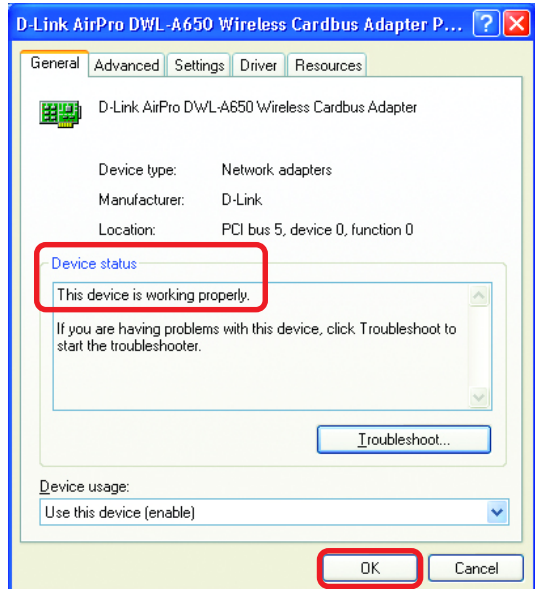 D-Link AirPro DWL-A650 Wireless Cardbus Adapter P...
General Advanced Settings Driver Resources
D-Link AirPro DWL-A650 Wireless Cardbus Adapter
Device type: Network adapters
Manufacturer: D-Link
Location: PCI bus 5, device 0, function 0
Device status
This device is working properly.
If you are having problems with this device, click Troubleshoot to
start the troubleshooter.
Troubleshoot...
Device usage:
Use this device (enable)
OK Cancel